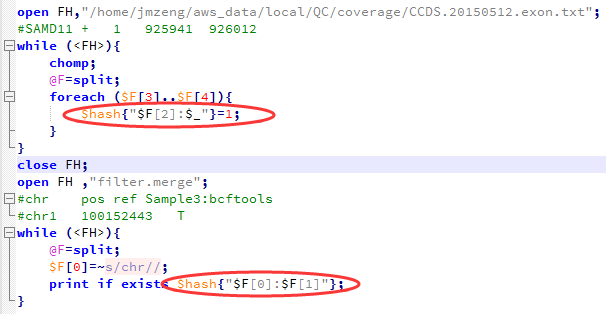 open FH,"/home/jmzeng/aws_data/local/QC/coverage/CCDS.20150512.exon.txt";
#SAMD11 +   1   925941  926012
while (<FH>){
    chomp;
    @F=split;
    foreach ($F[3]..$F[4]){
        $hash{"$F[2]:$_"}=1;
    }
}
close FH;
open FH ,"filter.merge";
#chr    pos ref Sample3:bcftools
#chr1   100152443   T
while (<FH>){
    @F=split;
    $F[0]=~s/chr//;
    print if exists $hash{"$F[0]:$F[1]"};
}